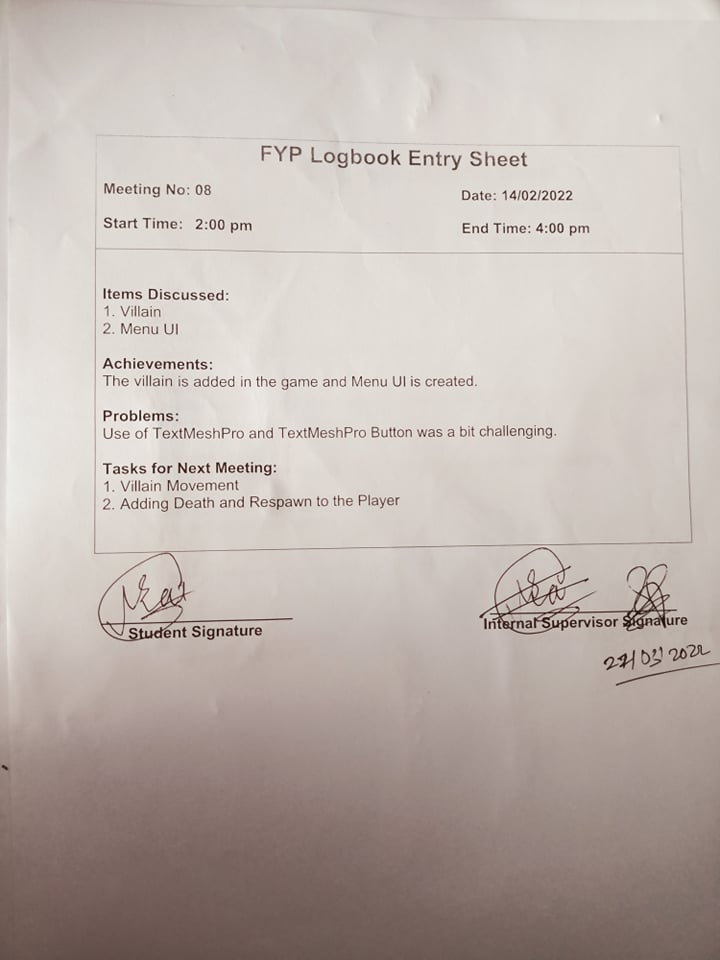 FYP Logbook Entry Sheet
Meeting No: 08
Date: 14/02/2022
Start Time: 2:00 pm
End Time: 4:00 pm
Items Discussed:
1. Villain
2. Menu UI
Achievements:
The villain is added in the game and Menu UI is created.
Problems:
Use of TextMeshPro and TextMeshPro Button was a bit challenging.
Tasks for Next Meeting:
1. Villain Movement
2. Adding Death and Respawn to the Player
Student Signature
Internal Supervisor Signature
27/03/2022